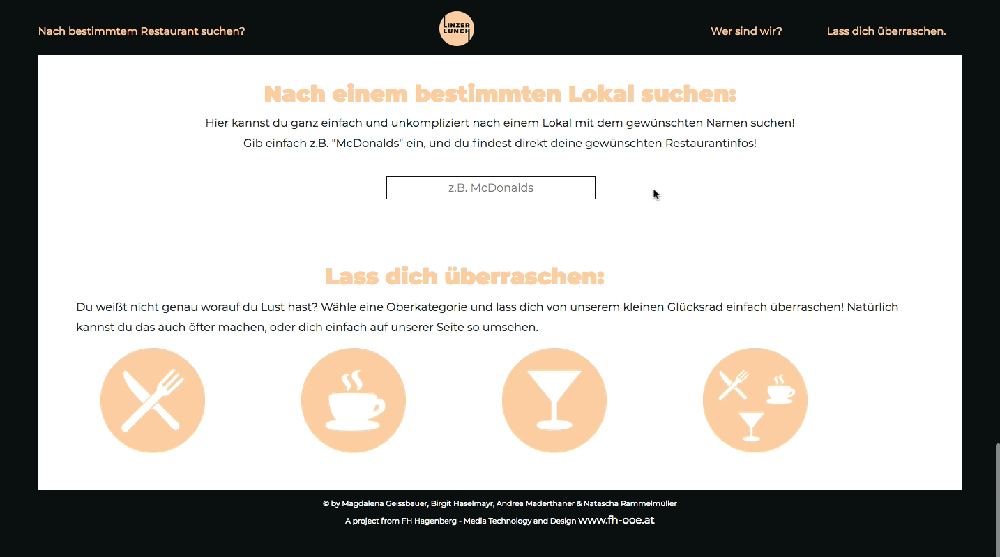 Nach bestimmtem Restaurant suchen?
LINZER
LUNCH
Wer sind wir?
Lass dich überraschen.
Nach einem bestimmten Lokal suchen:
Hier kannst du ganz einfach und unkompliziert nach einem Lokal mit dem gewünschten Namen suchen!
Gib einfach z.B. "McDonalds" ein, und du findest direkt deine gewünschten Restaurantinfos!
z.B. McDonalds
Lass dich überraschen:
Du weißt nicht genau worauf du Lust hast? Wähle eine Oberkategorie und lass dich von unserem kleinen Glücksrad einfach überraschen! Natürlich
kannst du das auch öfter machen, oder dich einfach auf unserer Seite so umsehen.
© by Magdalena Geissbauer, Birgit Haselmayr, Andrea Maderthaner & Natascha Rammelmüller
A project from FH Hagenberg - Media Technology and Design www.fh-ooe.at